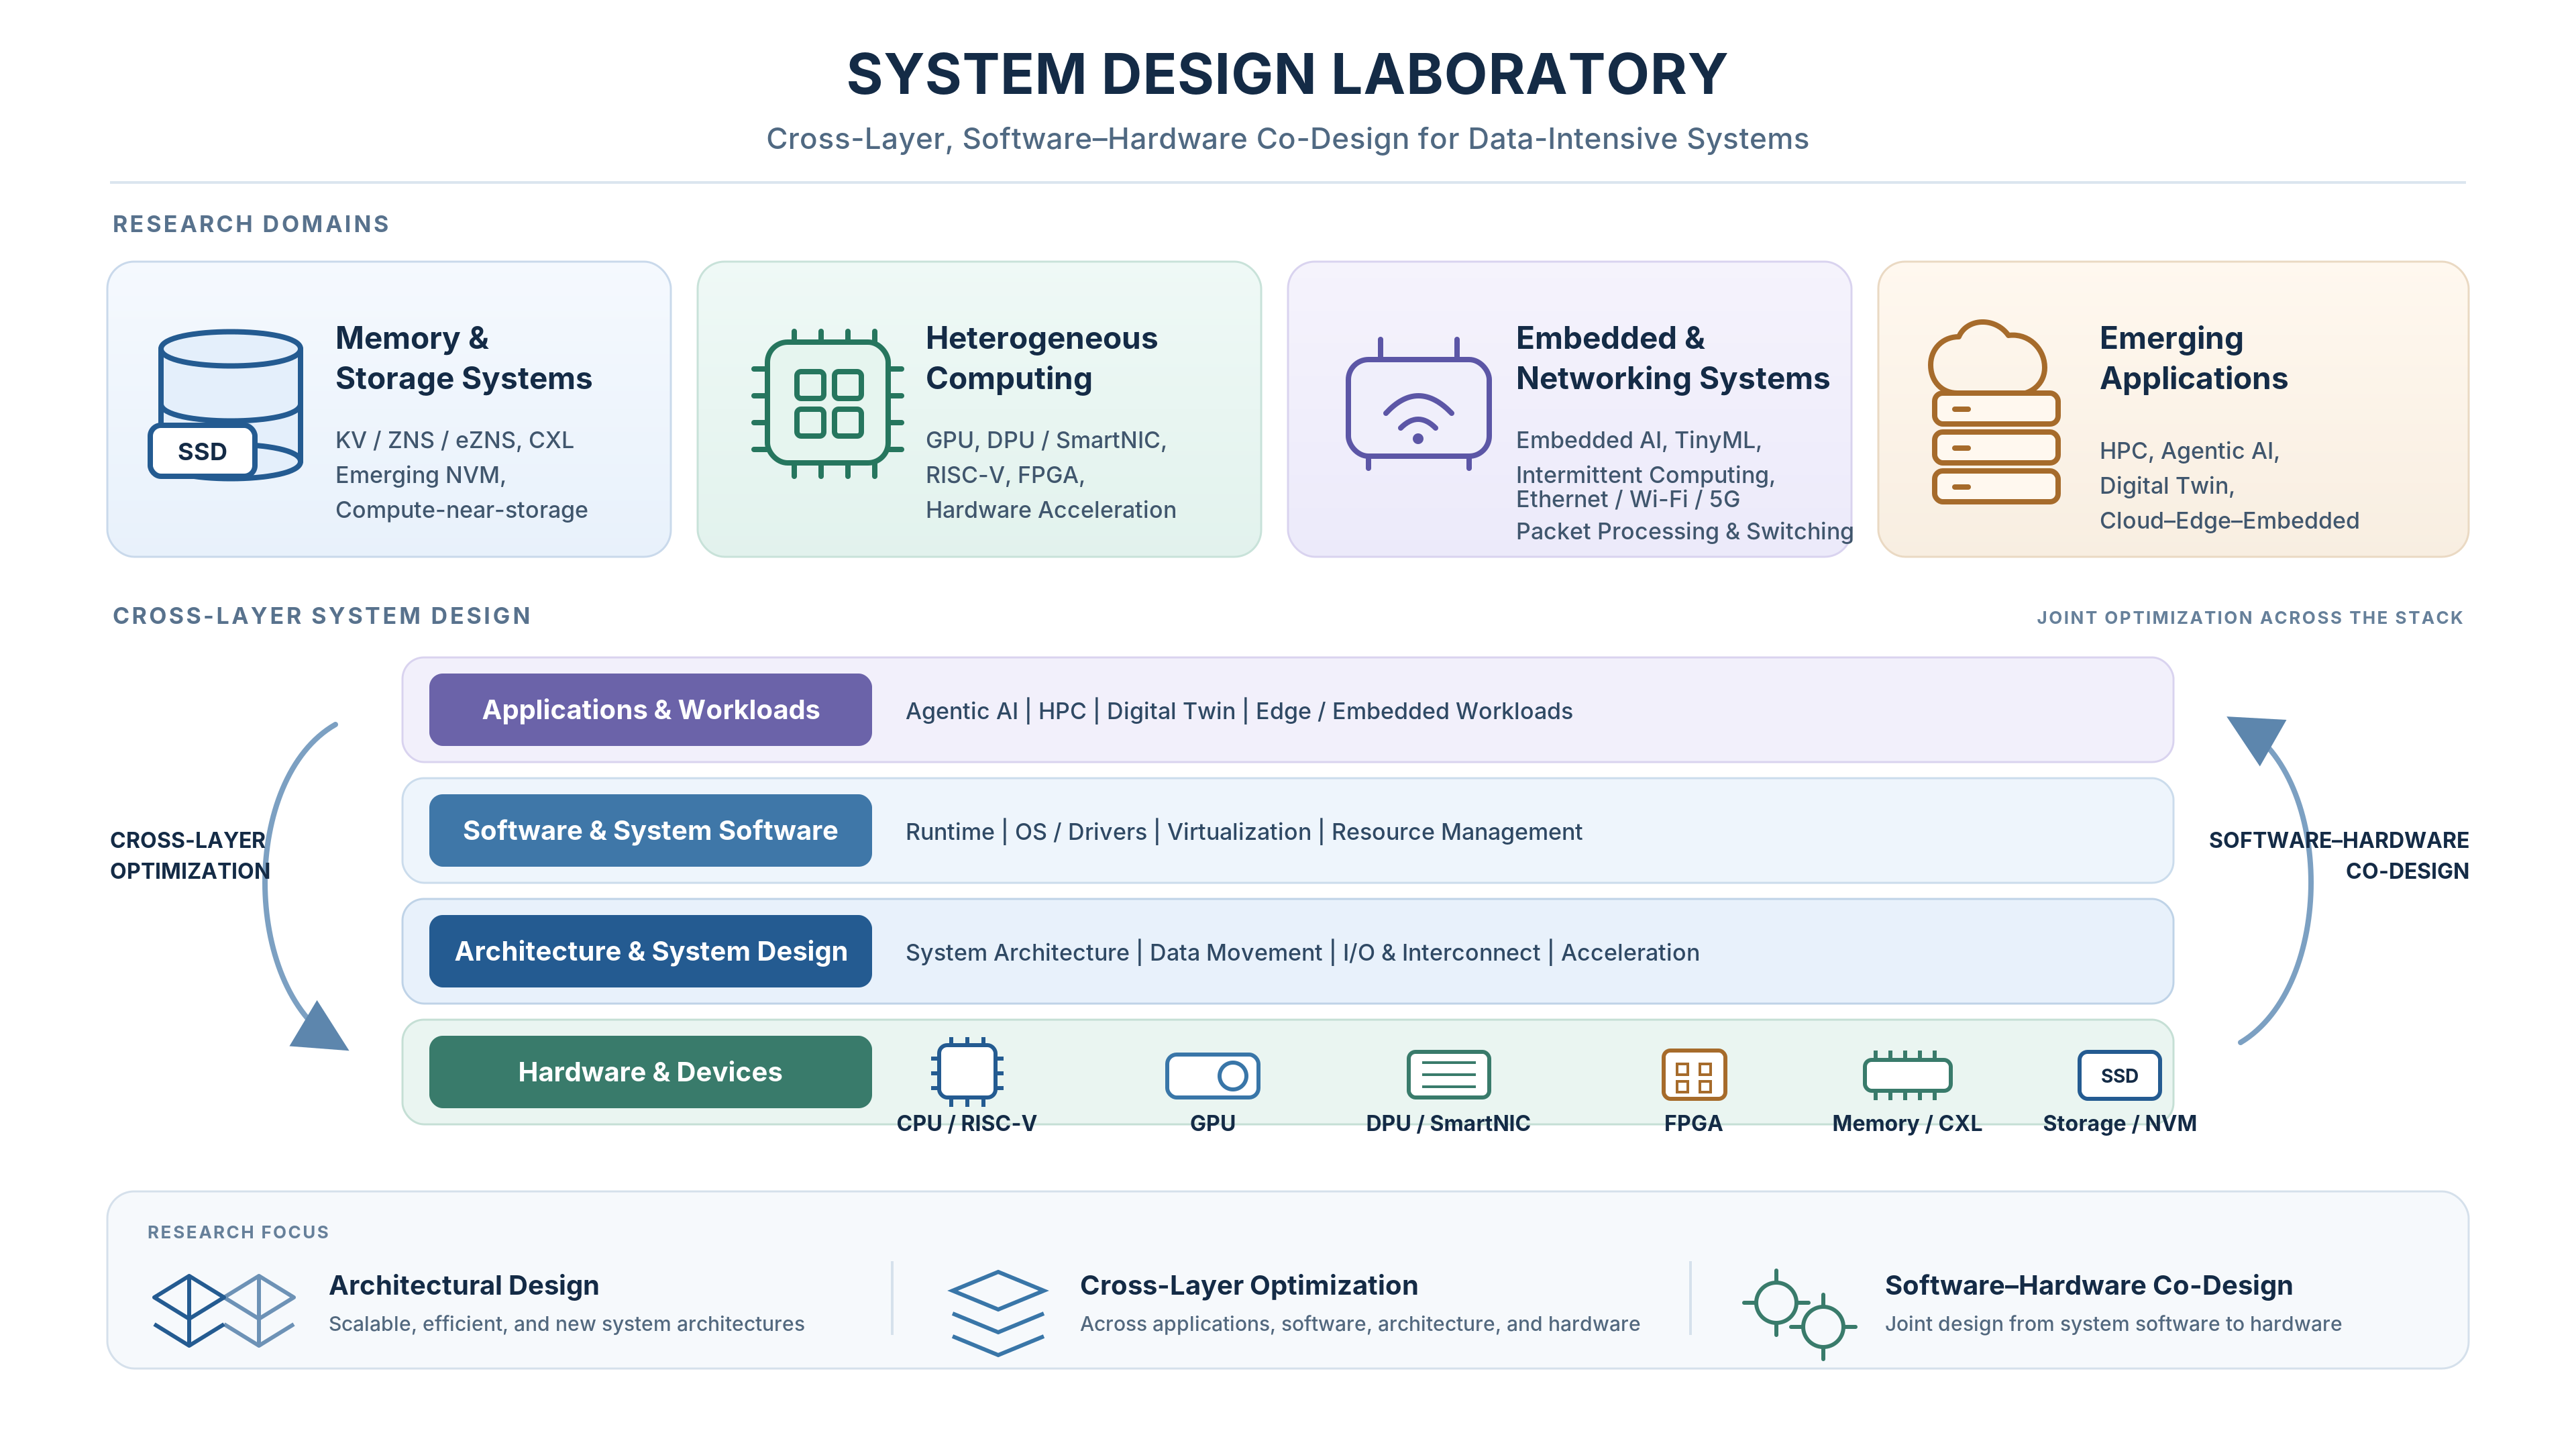 SYSTEM DESIGN LABORATORY
Cross-Layer, Software–Hardware Co-Design for Data-Intensive Systems
RESEARCH DOMAINS
SSD
Memory &
Storage Systems
KV / ZNS / eZNS, CXL
Emerging NVM,
Compute-near-storage
Heterogeneous
Computing
GPU, DPU / SmartNIC,
RISC-V, FPGA,
Hardware Acceleration
Embedded &
Networking Systems
Embedded AI, TinyML,
Intermittent Computing,
Ethernet / Wi-Fi / 5G
Packet Processing & Switching
Emerging
Applications
HPC, Agentic AI,
Digital Twin,
Cloud–Edge–Embedded
CROSS-LAYER SYSTEM DESIGN
JOINT OPTIMIZATION ACROSS THE STACK
CROSS-LAYER
OPTIMIZATION
Applications & Workloads
Agentic AI | HPC | Digital Twin | Edge / Embedded Workloads
Software & System Software
Runtime | OS / Drivers | Virtualization | Resource Management
Architecture & System Design
System Architecture | Data Movement | I/O & Interconnect | Acceleration
Hardware & Devices
CPU / RISC-V
GPU
DPU / SmartNIC
FPGA
Memory / CXL
SSD
Storage / NVM
SOFTWARE–HARDWARE
CO-DESIGN
RESEARCH FOCUS
Architectural Design
Scalable, efficient, and new system architectures
Cross-Layer Optimization
Across applications, software, architecture, and hardware
Software–Hardware Co-Design
Joint design from system software to hardware